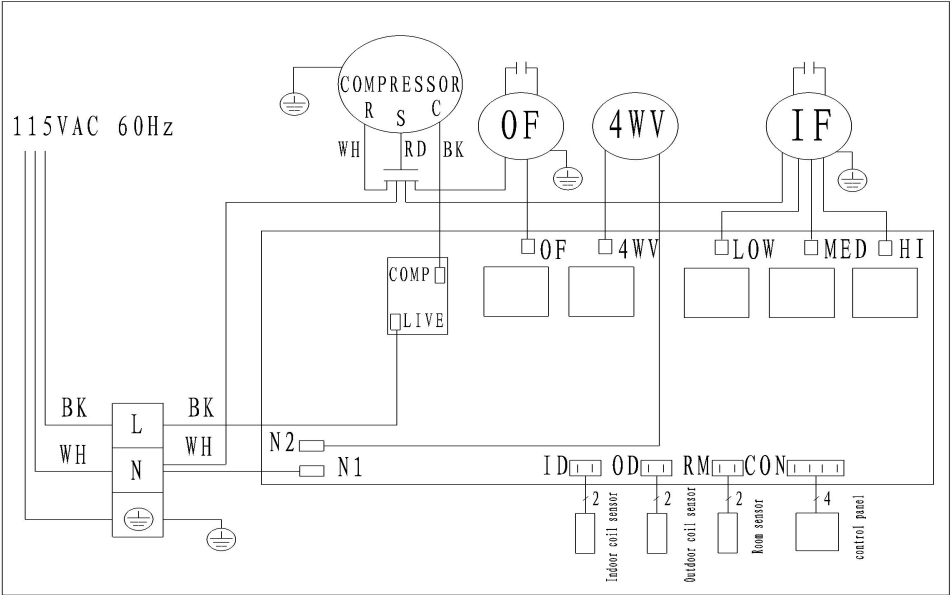 COMPRESSOR
R
S
C
OF
4WV
IF
115VAC 60Hz
WH
RD
BK
OF
4WV
LOW
MED
HI
COMP
LIVE
BK
L
BK
WH
N
WH
N2
N1
ID
OD
RM
CON
2
2
2
4
Indoor coil sensor
Outdoor coil sensor
Room sensor
control panel